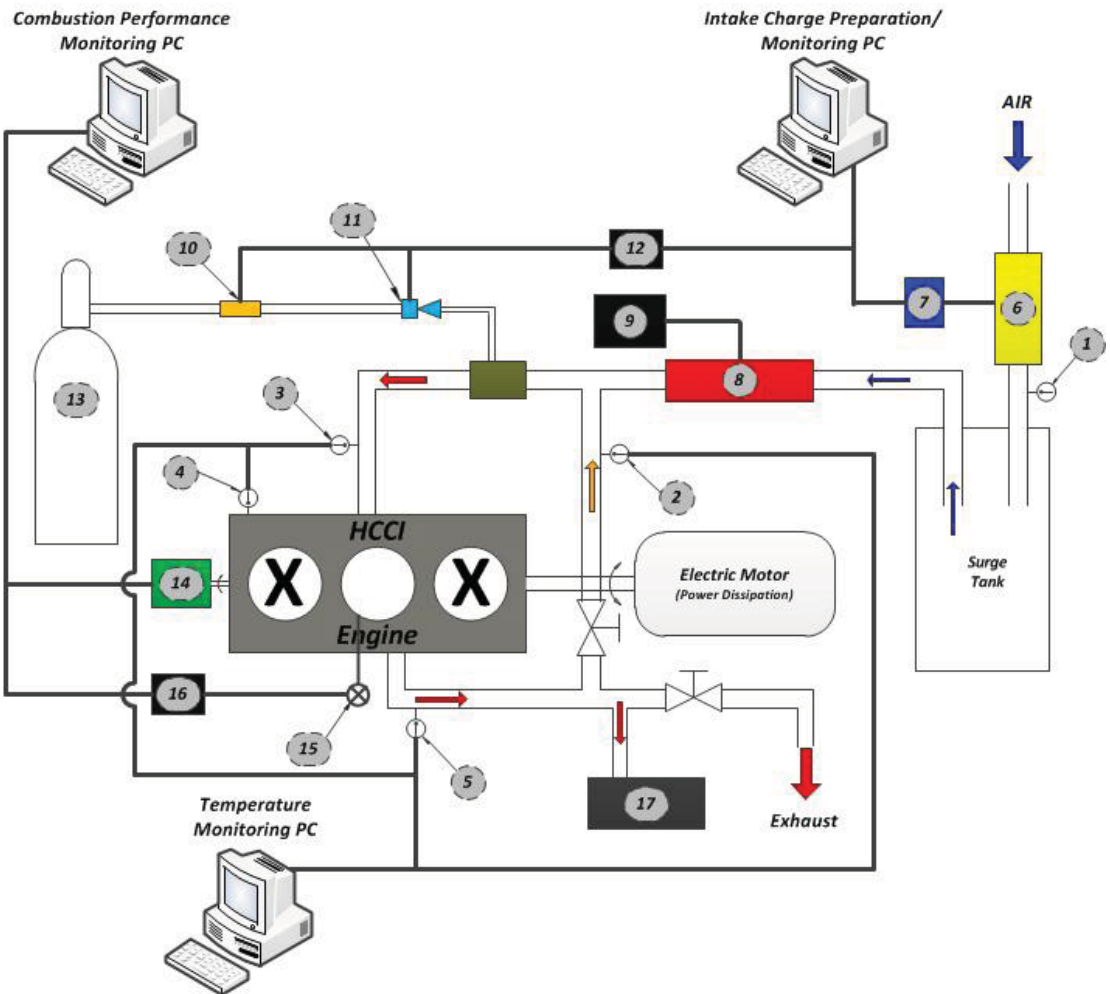 Combustion Performance
Monitoring PC
Intake Charge Preparation/
Monitoring PC
AIR
11
10
12
7
6
9
1
8
13
3
4
2
HCCI
X
X
14
Electric Motor
(Power Dissipation)
Surge
Tank
Engine
16
15
5
17
Temperature
Monitoring PC
Exhaust